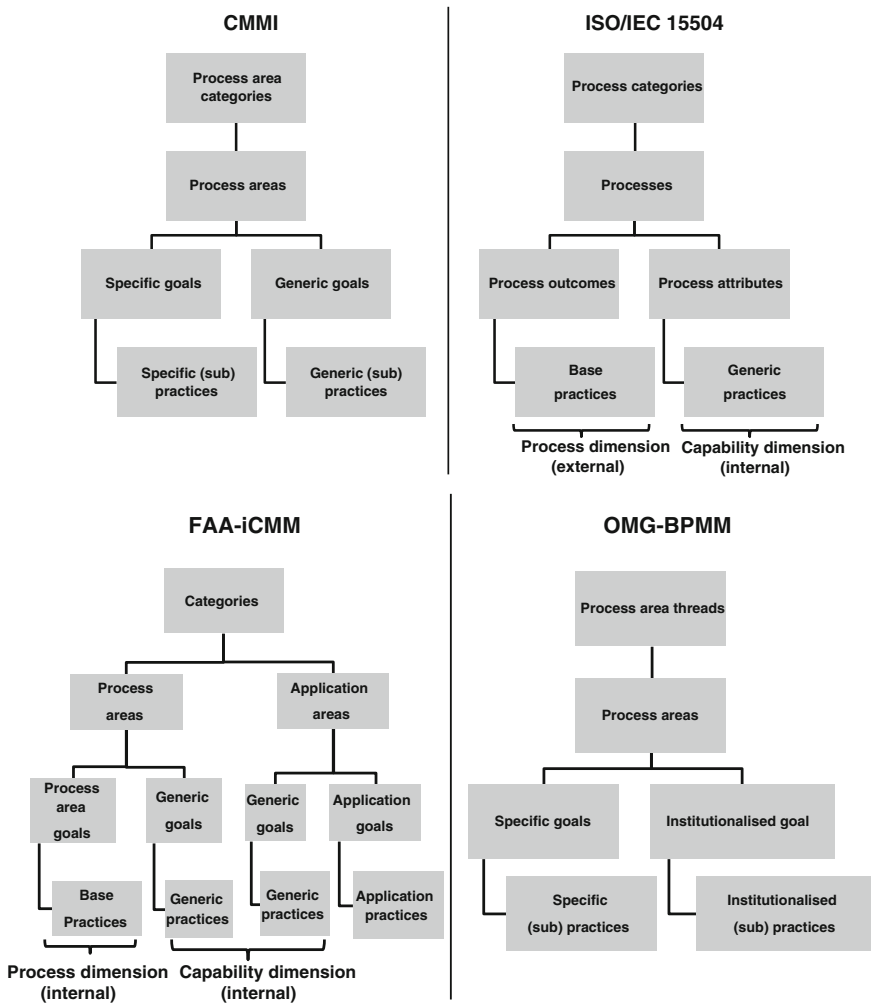 CMMI
Process area
categories
Process areas
Specific goals
Generic goals
Specific (sub)
practices
Generic (sub)
practices
ISO/IEC 15504
Process categories
Processes
Process outcomes
Process attributes
Base
practices
Generic
practices
Process dimension
(external)
Capability dimension
(internal)
FAA-iCMM
Categories
Process
areas
Application
areas
Process
area
goals
Generic
goals
Generic
goals
Application
goals
Base
Practices
Generic
practices
Generic
practices
Application
practices
Process dimension
(internal)
Capability dimension
(internal)
OMG-BPMM
Process area threads
Process areas
Specific goals
Institutionalised goal
Specific
(sub) practices
Institutionalised
(sub) practices